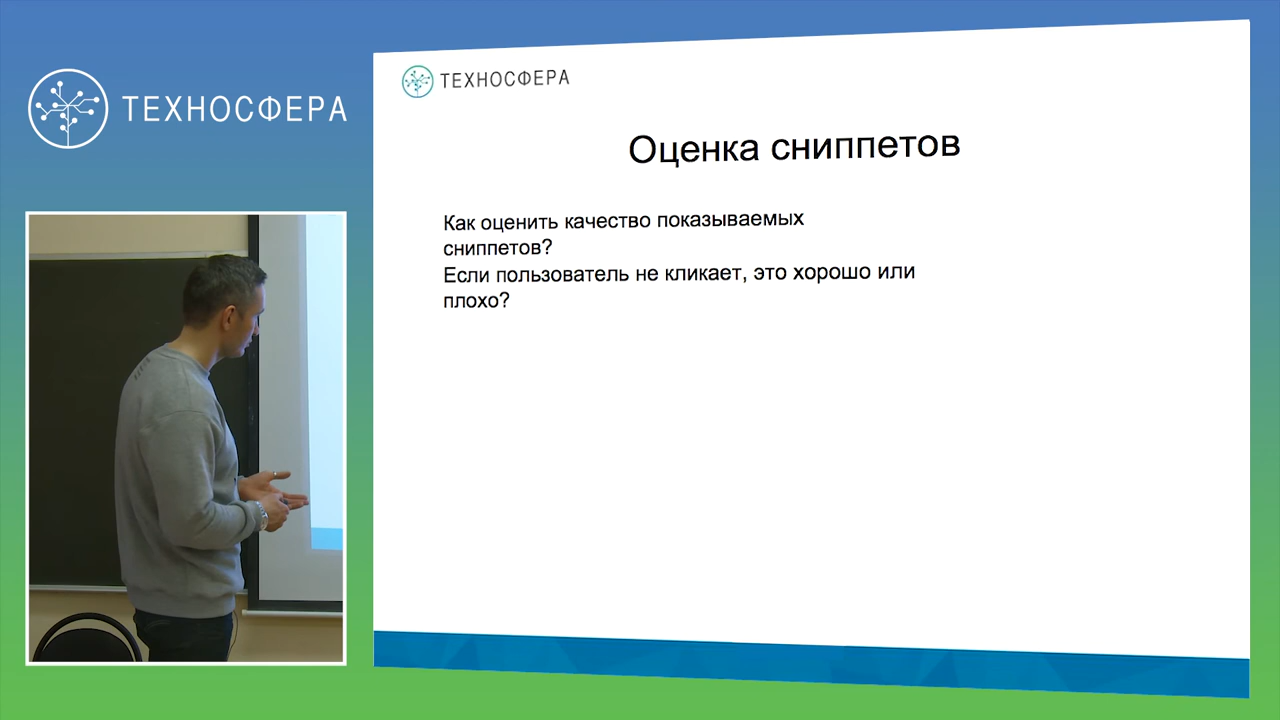 ТЕХНОСФЕРА
ТЕХНОСФЕРА
Оценка сниппетов
Как оценить качество показываемых
сниппетов?
Если пользователь не кликает, это хорошо или
плохо?